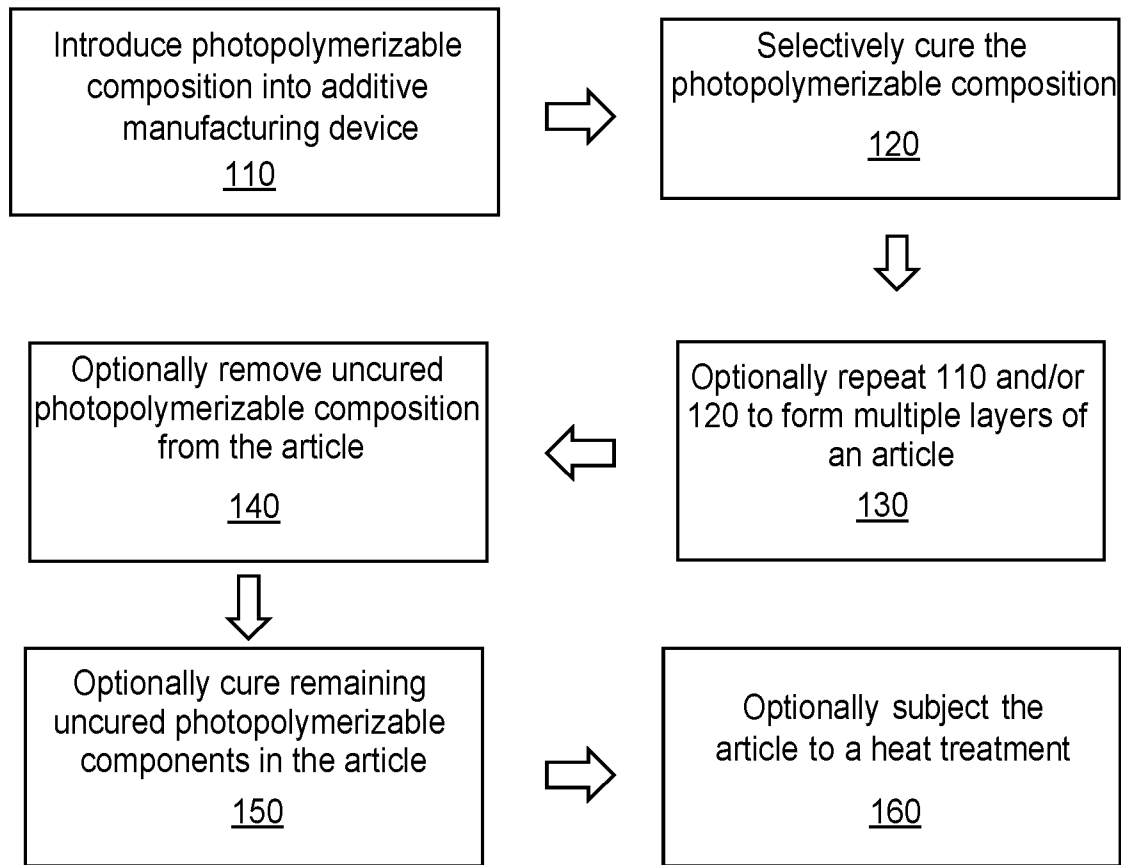 Introduce photopolymerizable
composition into additive
manufacturing device
110
Selectively cure the
photopolymerizable composition
120
Optionally repeat 110 and/or
120 to form multiple layers of
an article
130
Optionally remove uncured
photopolymerizable composition
from the article
140
Optionally cure remaining
uncured photopolymerizable
components in the article
150
Optionally subject the
article to a heat treatment
160